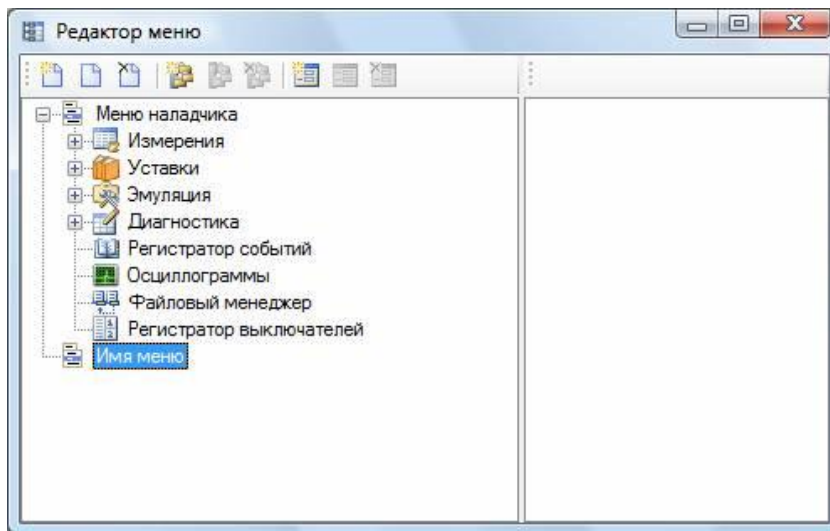 Редактор меню
Меню наладчика
Измерения
Уставки
Эмуляция
Диагностика
Регистратор событий
Осциллограммы
Файловый менеджер
Регистратор выключателей
Имя меню